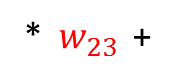 * w₂₃ +